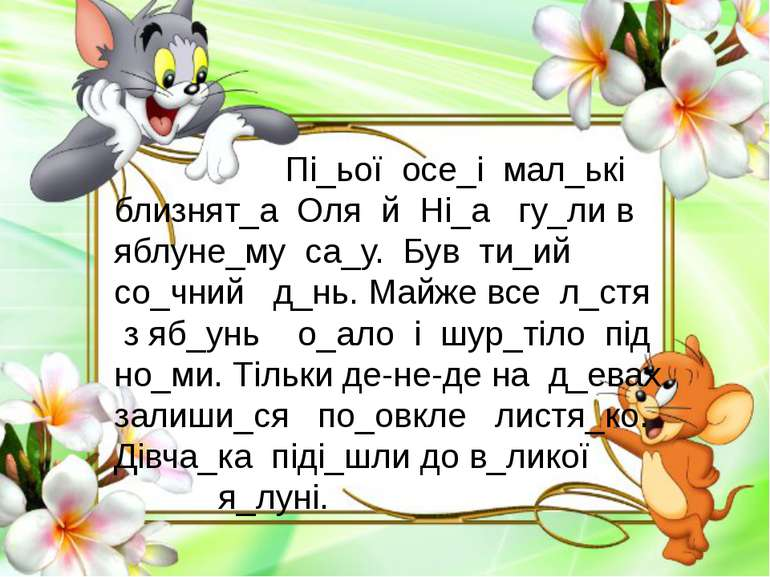 Пі_ьої осе_і мал_ькі
близнят_а Оля й Ні_а гу_ли в
яблуне_му са_у. Був ти_ий
со_чний д_нь. Майже все л_стя
з яб_унь о_ало і шур_тіло під
но_ми. Тільки де-не-де на д_евах
залиши_ся по_овкле листя_ко.
Дівча_ка піді_шли до в_ликої
я_луні.